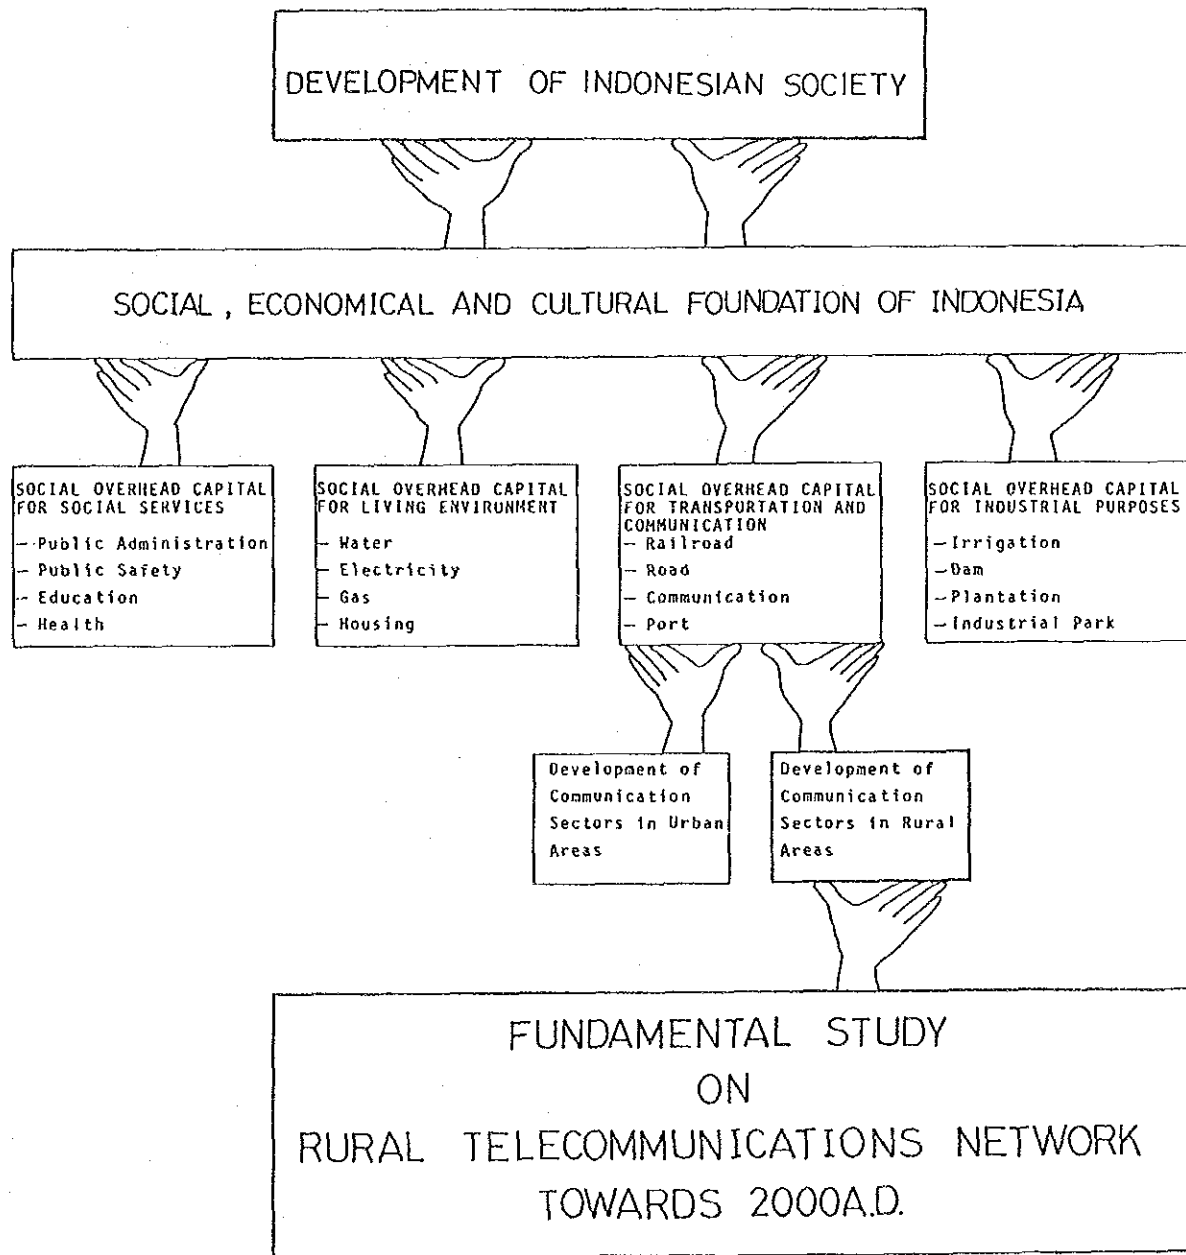 DEVELOPMENT OF INDONESIAN SOCIETY
SOCIAL, ECONOMICAL AND CULTURAL FOUNDATION OF INDONESIA
SOCIAL OVERHEAD CAPITAL
FOR SOCIAL SERVICES
- Public Administration
- Public Safety
- Education
- Health
SOCIAL OVERHEAD CAPITAL
FOR LIVING ENVIRONMENT
- Water
- Electricity
- Gas
- Housing
SOCIAL OVERHEAD CAPITAL
FOR TRANSPORTATION AND
COMMUNICATION
- Railroad
- Road
- Communication
- Port
SOCIAL OVERHEAD CAPITAL
FOR INDUSTRIAL PURPOSES
- Irrigation
- Dam
- Plantation
- Industrial Park
Development of
Communication
Sectors in Urban
Areas
Development of
Communication
Sectors in Rural
Areas
FUNDAMENTAL STUDY
ON
RURAL TELECOMMUNICATIONS NETWORK
TOWARDS 2000A.D.